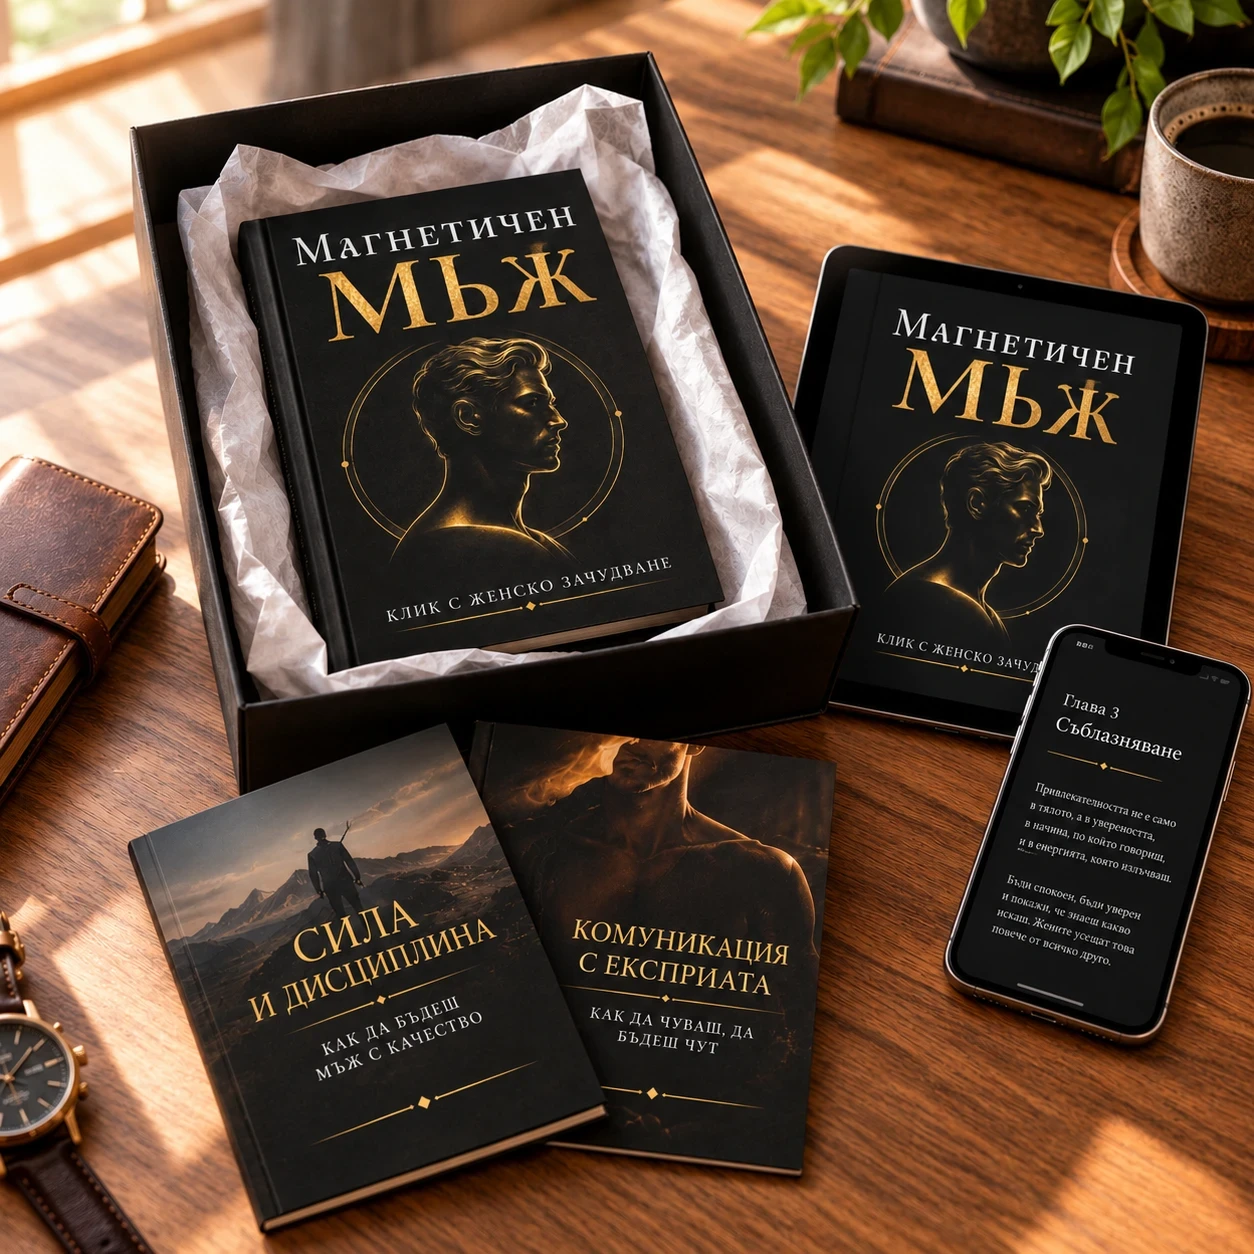 МАГНЕТИЧЕН
МЪЖ
КЛИК С ЖЕНСКО ЗАЧУДВАНЕ
МАГНЕТИЧЕН
МЪЖ
КЛИК С ЖЕНСКО ЗАЧУД
Глава 3
Съблазняване
Привлекателността не е само
в тялото, а в увереността,
в начина, по който говориш,
и в енергията, която излъчваш.
Бъди спокоен, бъди уверен
и покажи, че знаеш какво
искаш. Жените усещат това
повече от всичко друго.
СИЛА
И ДИСЦИПЛИНА
КАК ДА БЪДЕШ
МЪЖ С КАЧЕСТВО
КОМУНИКАЦИЯ
С ЕКСПРИАТА
КАК ДА ЧУВАШ, ДА
БЪДЕШ ЧУТ